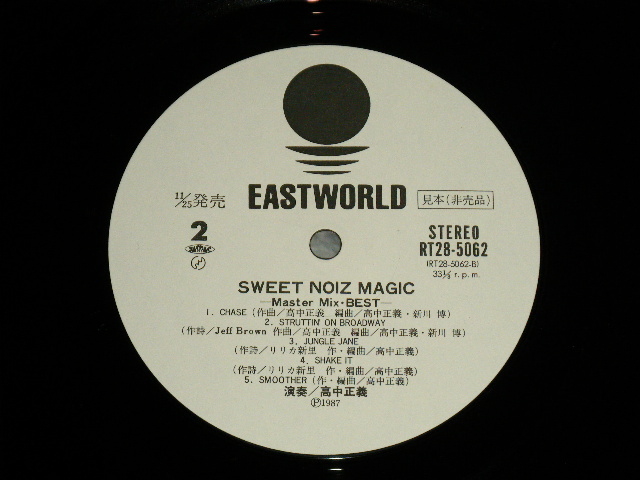 11/25発売
EASTWORLD
見本(非売品)
2
STEREO
RT28-5062
(RT28-5062-B)
33⅓ r.p.m.
SWEET NOIZ MAGIC
—Master Mix・BEST—
1. CHASE (作曲/高中正義 編曲/高中正義・新川 博)
2. STRUTTIN' ON BROADWAY
(作詩/Jeff Brown 作曲/高中正義 編曲/高中正義・新川 博)
3. JUNGLE JANE
(作詩/リリカ新里 作・編曲/高中正義)
4. SHAKE IT
(作詩/リリカ新里 作・編曲/高中正義)
5. SMOOTHER (作・編曲/高中正義)
演奏/高中正義
Ⓟ1987